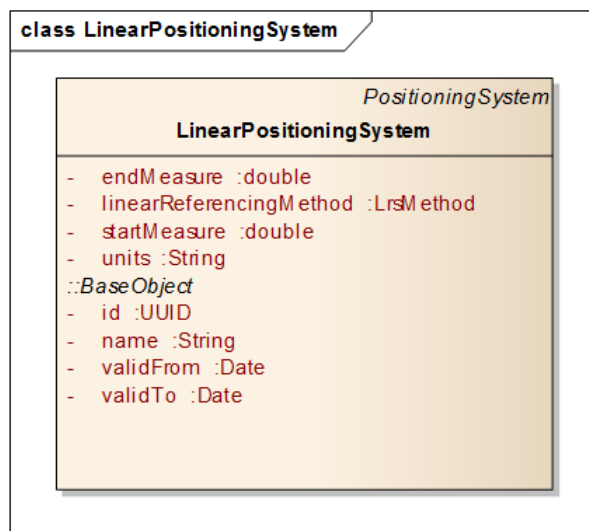 class LinearPositioningSystem
PositioningSystem
LinearPositioningSystem
- endMeasure :double
- linearReferencingMethod :LrsMethod
- startMeasure :double
- units :String
::BaseObject
- id :UUID
- name :String
- validFrom :Date
- validTo :Date